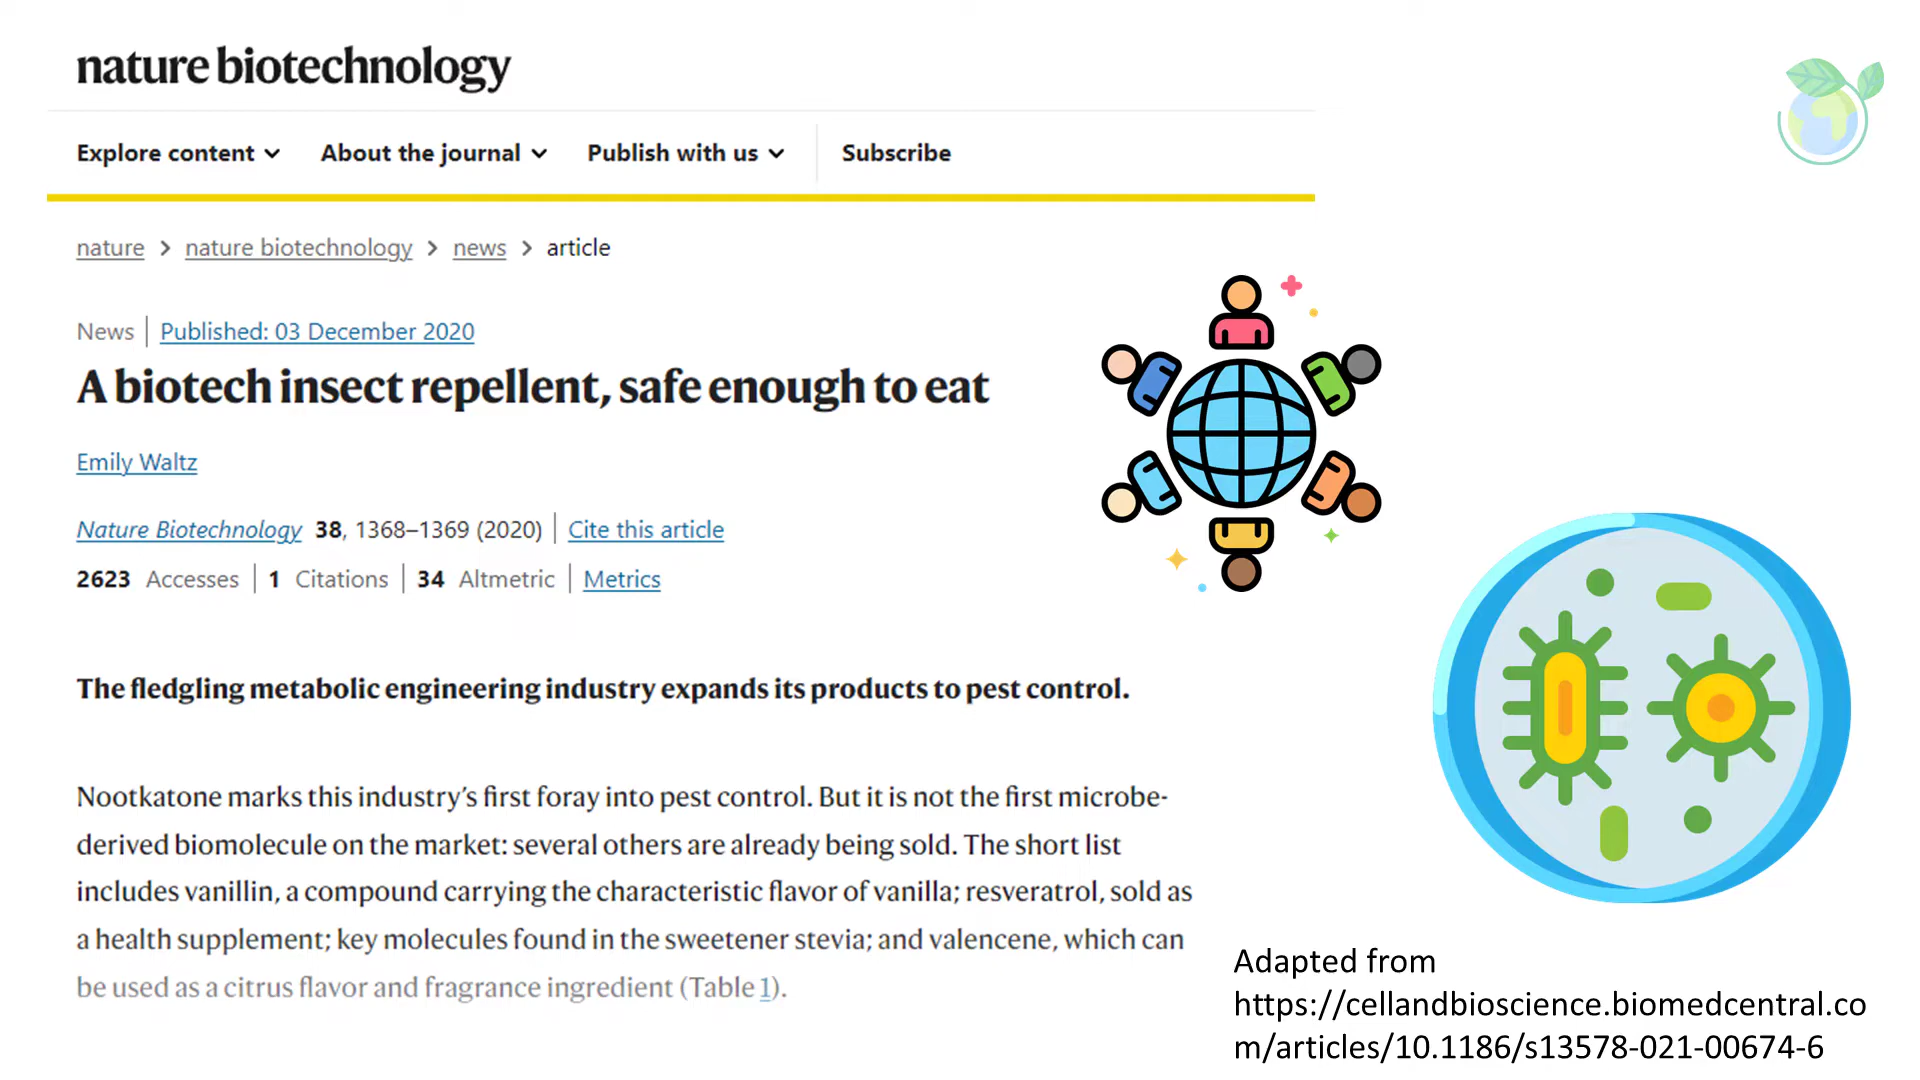 nature biotechnology
Explore content About the journal Publish with us Subscribe
nature > nature biotechnology > news > article
News | Published: 03 December 2020
A biotech insect repellent, safe enough to eat
Emily Waltz
Nature Biotechnology 38, 1368–1369 (2020) | Cite this article
2623 Accesses | 1 Citations | 34 Altmetric | Metrics
The fledgling metabolic engineering industry expands its products to pest control.
Nootkatone marks this industry's first foray into pest control. But it is not the first microbe-
derived biomolecule on the market: several others are already being sold. The short list
includes vanillin, a compound carrying the characteristic flavor of vanilla; resveratrol, sold as
a health supplement; key molecules found in the sweetener stevia; and valencene, which can
be used as a citrus flavor and fragrance ingredient (Table 1).
Adapted from
https://cellandbioscience.biomedcentral.co
m/articles/10.1186/s13578-021-00674-6